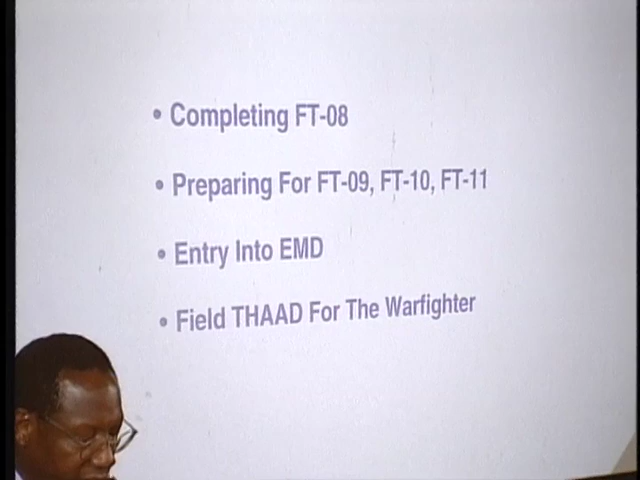 • Completing FT-08
• Preparing For FT-09, FT-10, FT-11
• Entry Into EMD
• Field THAAD For The Warfighter